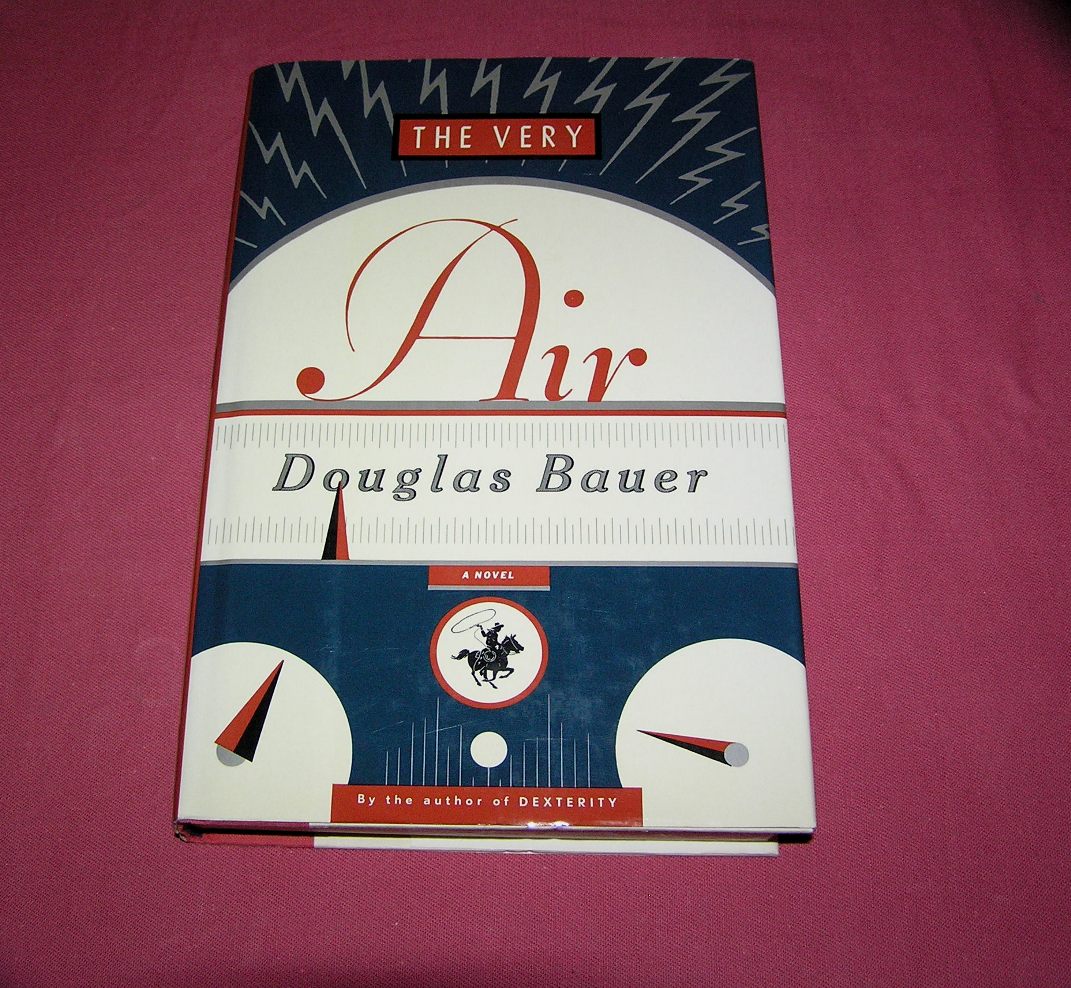 THE VERY
Air
Douglas Bauer
A NOVEL
By the author of DEXTERITY